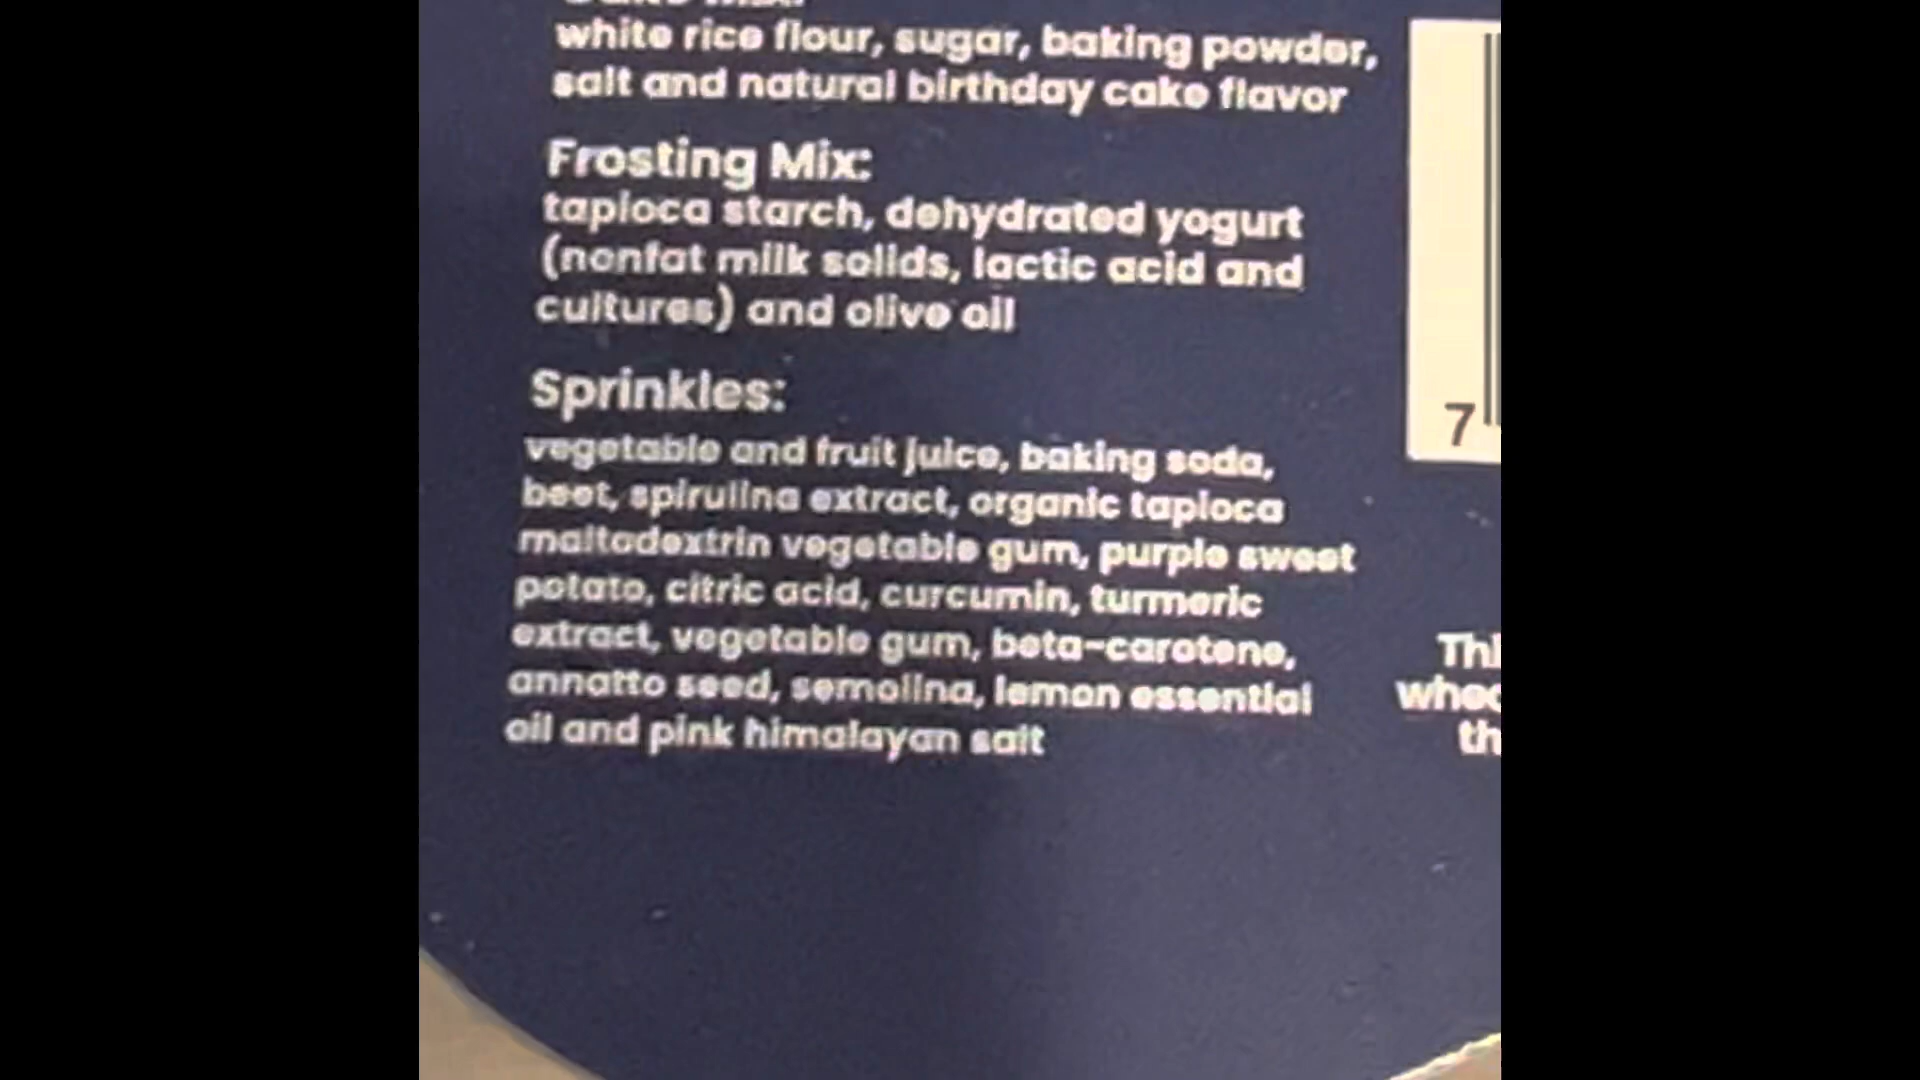 white rice flour, sugar, baking powder,
salt and natural birthday cake flavor
Frosting Mix:
tapioca starch, dehydrated yogurt
(nonfat milk solids, lactic acid and
cultures) and olive oil
Sprinkles:
vegetable and fruit juice, baking soda,
beet, spirulina extract, organic tapioca
maltodextrin vegetable gum, purple sweet
potato, citric acid, curcumin, turmeric
extract, vegetable gum, beta-carotene,
annatto seed, semolina, lemon essential
oil and pink himalayan salt
7
th